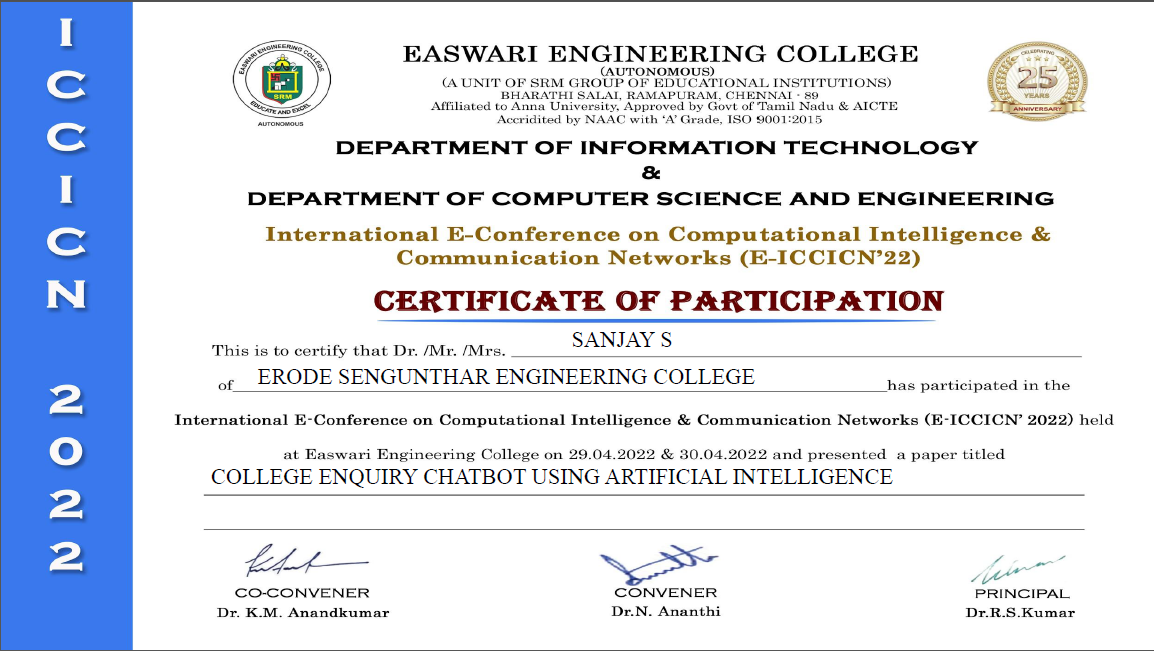 ICCICN 2022
EASWARI ENGINEERING COLLEGE
EDUCATE AND EXCEL
SRM
AUTONOMOUS
EASWARI ENGINEERING COLLEGE
(AUTONOMOUS)
(A UNIT OF SRM GROUP OF EDUCATIONAL INSTITUTIONS)
BHARATHI SALAI, RAMAPURAM, CHENNAI - 89
Affiliated to Anna University, Approved by Govt of Tamil Nadu & AICTE
Accridited by NAAC with ‘A’ Grade, ISO 9001:2015
CELEBRATING
25
YEARS
ANNIVERSARY
DEPARTMENT OF INFORMATION TECHNOLOGY
&
DEPARTMENT OF COMPUTER SCIENCE AND ENGINEERING
International E-Conference on Computational Intelligence &
Communication Networks (E-ICCICN’22)
CERTIFICATE OF PARTICIPATION
This is to certify that Dr. /Mr. /Mrs. SANJAY S
of ERODE SENGUNTHAR ENGINEERING COLLEGE has participated in the
International E-Conference on Computational Intelligence & Communication Networks (E-ICCICN’ 2022) held
at Easwari Engineering College on 29.04.2022 & 30.04.2022 and presented a paper titled
COLLEGE ENQUIRY CHATBOT USING ARTIFICIAL INTELLIGENCE
CO-CONVENER
Dr. K.M. Anandkumar
CONVENER
Dr.N. Ananthi
PRINCIPAL
Dr.R.S.Kumar